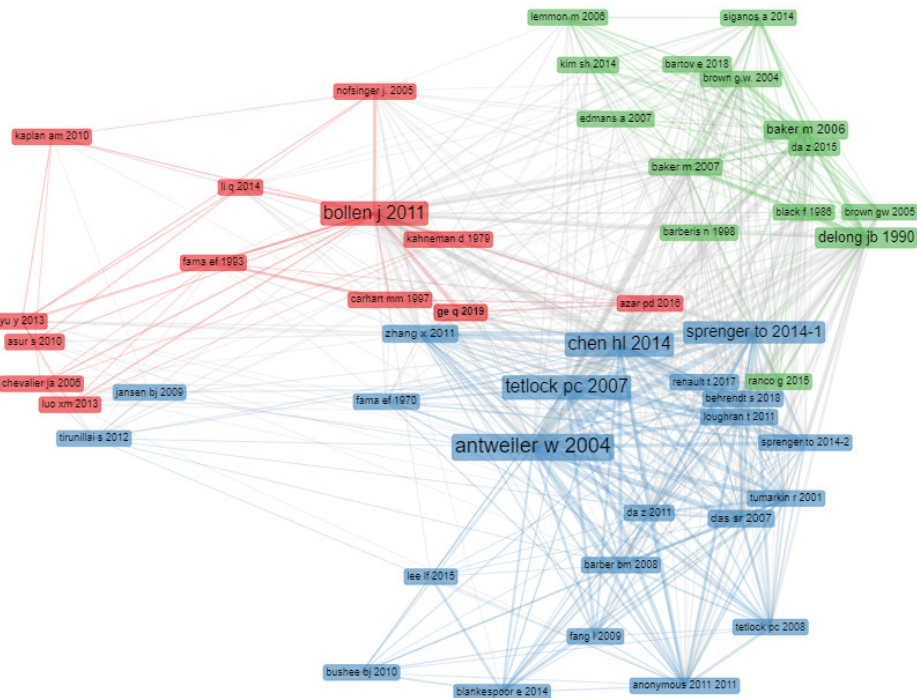 lemmon m 2006
siganos a 2014
kim sh 2014
bartov e 2018
brown g.w. 2004
nofsinger j. 2005
edmans a 2007
baker m 2006
kaplan am 2010
da z 2015
baker m 2007
li q 2014
bollen j 2011
black f 1986
brown gw 2005
kahneman d 1979
barberis n 1998
delong jb 1990
fama ef 1993
carhart mm 1997
azar pd 2016
ge q 2019
yu y 2013
zhang x 2011
sprenger to 2014-1
asur s 2010
chen hl 2014
chevalier ja 2006
jansen bj 2009
tetlock pc 2007
renault t 2017
ranco g 2015
luo xm 2013
fama ef 1970
behrendt s 2018
loughran t 2011
tirunillai s 2012
antweiler w 2004
sprenger to 2014-2
tumarkin r 2001
da z 2011
das sr 2007
lee lf 2015
barber bm 2008
tetlock pc 2008
fang l 2009
bushee bj 2010
blankespoor e 2014
anonymous 2011 2011